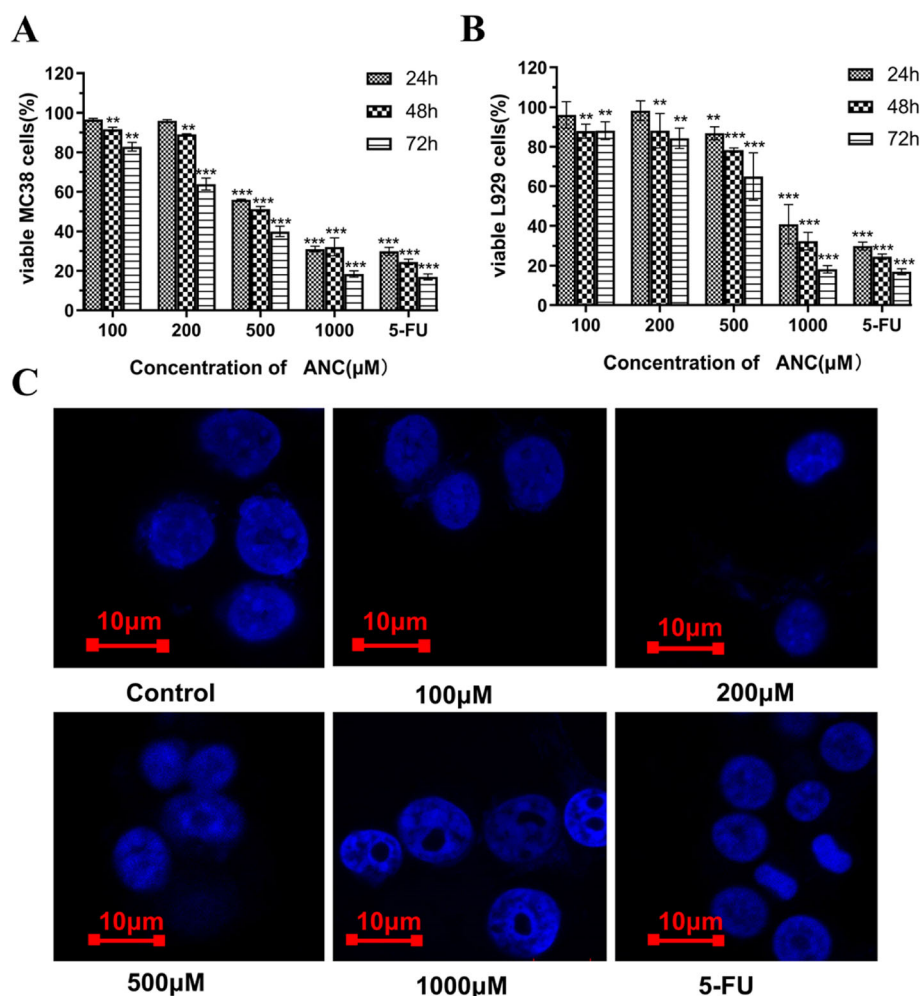 A
120
100
80
60
40
20
0
viable MC38 cells(%)
24h
48h
72h
**
**
**
***
***
***
***
***
***
***
***
***
***
100 200 500 1000 5-FU
Concentration of ANC(μM）
B
120
100
80
60
40
20
0
viable L929 cells(%)
24h
48h
72h
**
**
**
***
**
***
***
***
***
***
***
***
***
100 200 500 1000 5-FU
Concentration of ANC(μM）
C
10μm 10μm 10μm
Control 100μM 200μM
10μm 10μm 10μm
500μM 1000μM 5-FU